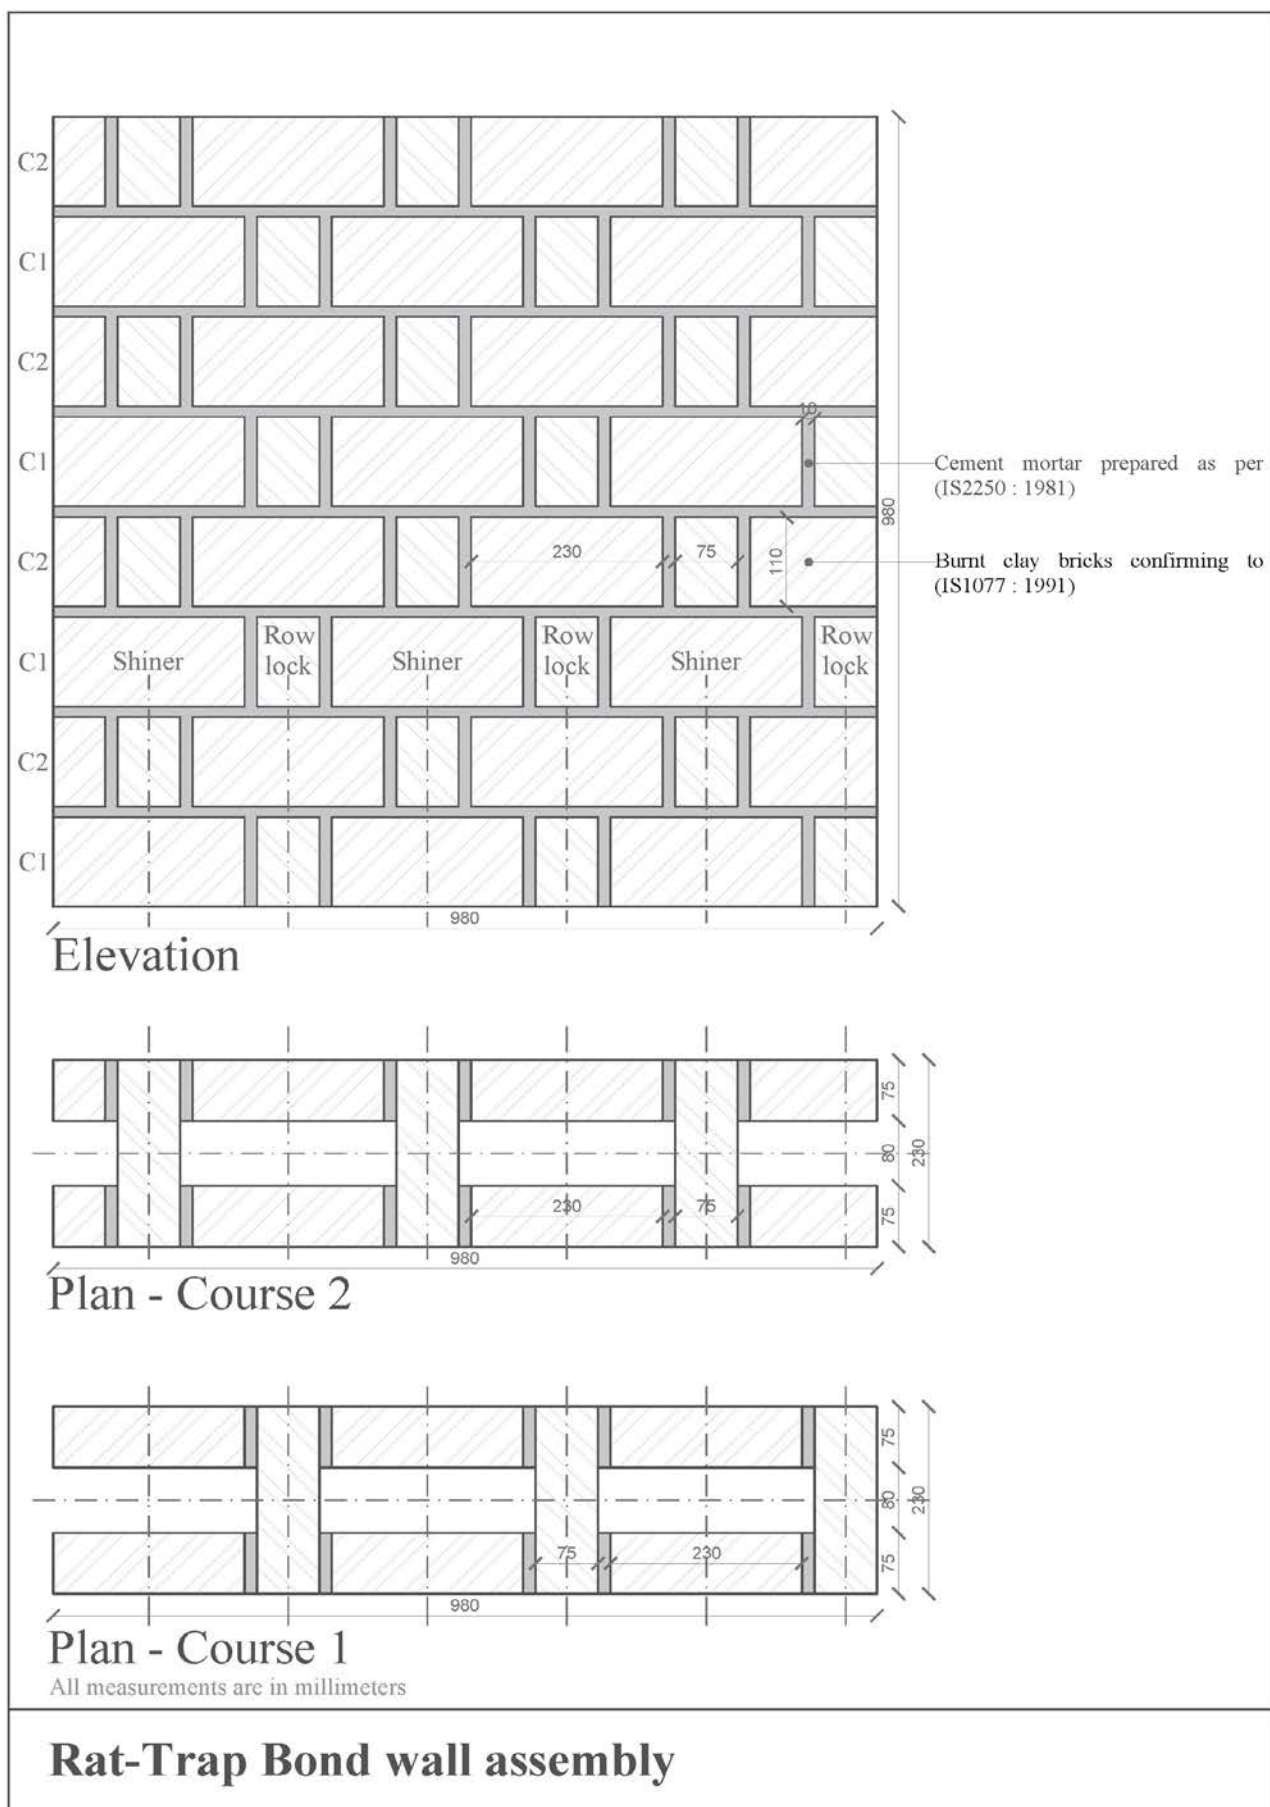 C2
C1
C2
C1
10
Cement mortar prepared as per
(IS2250 : 1981)
980
C2
230
75
110
Burnt clay bricks confirming to
(IS1077 : 1991)
C1
Shiner
Row
lock
Shiner
Row
lock
Shiner
Row
lock
C2
C1
980
Elevation
75
80
230
75
230
75
980
Plan - Course 2
75
80
230
75
75
230
980
Plan - Course 1
All measurements are in millimeters
Rat-Trap Bond wall assembly